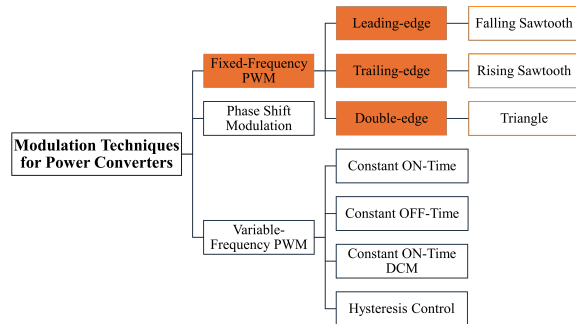 Modulation Techniques
for Power Converters
Fixed-Frequency
PWM
Leading-edge
Falling Sawtooth
Trailing-edge
Rising Sawtooth
Double-edge
Triangle
Phase Shift
Modulation
Variable-
Frequency PWM
Constant ON-Time
Constant OFF-Time
Constant ON-Time
DCM
Hysteresis Control